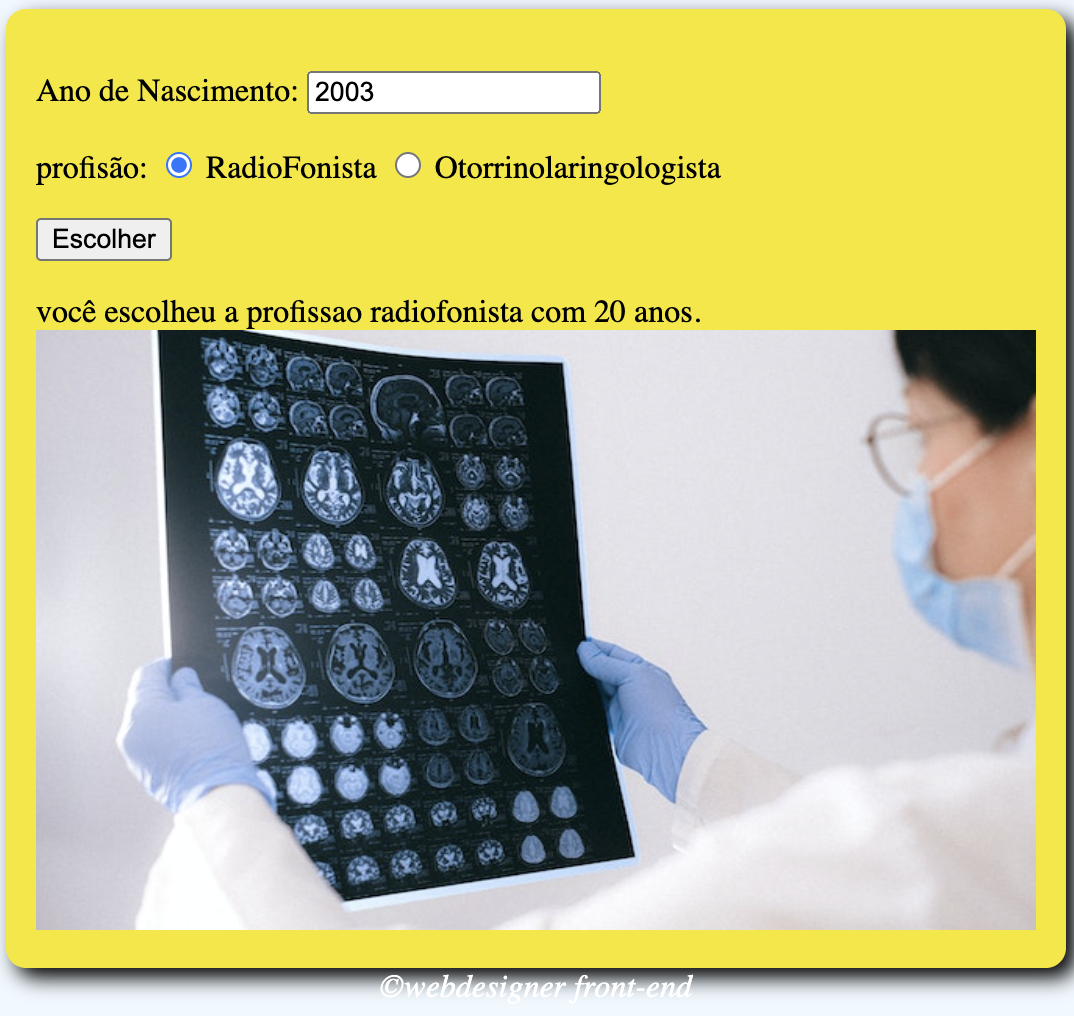 Ano de Nascimento: 2003
profisão: RadioFonista Otorrinolaringologista
Escolher
você escolheu a profissao radiofonista com 20 anos.
©webdesigner front-end